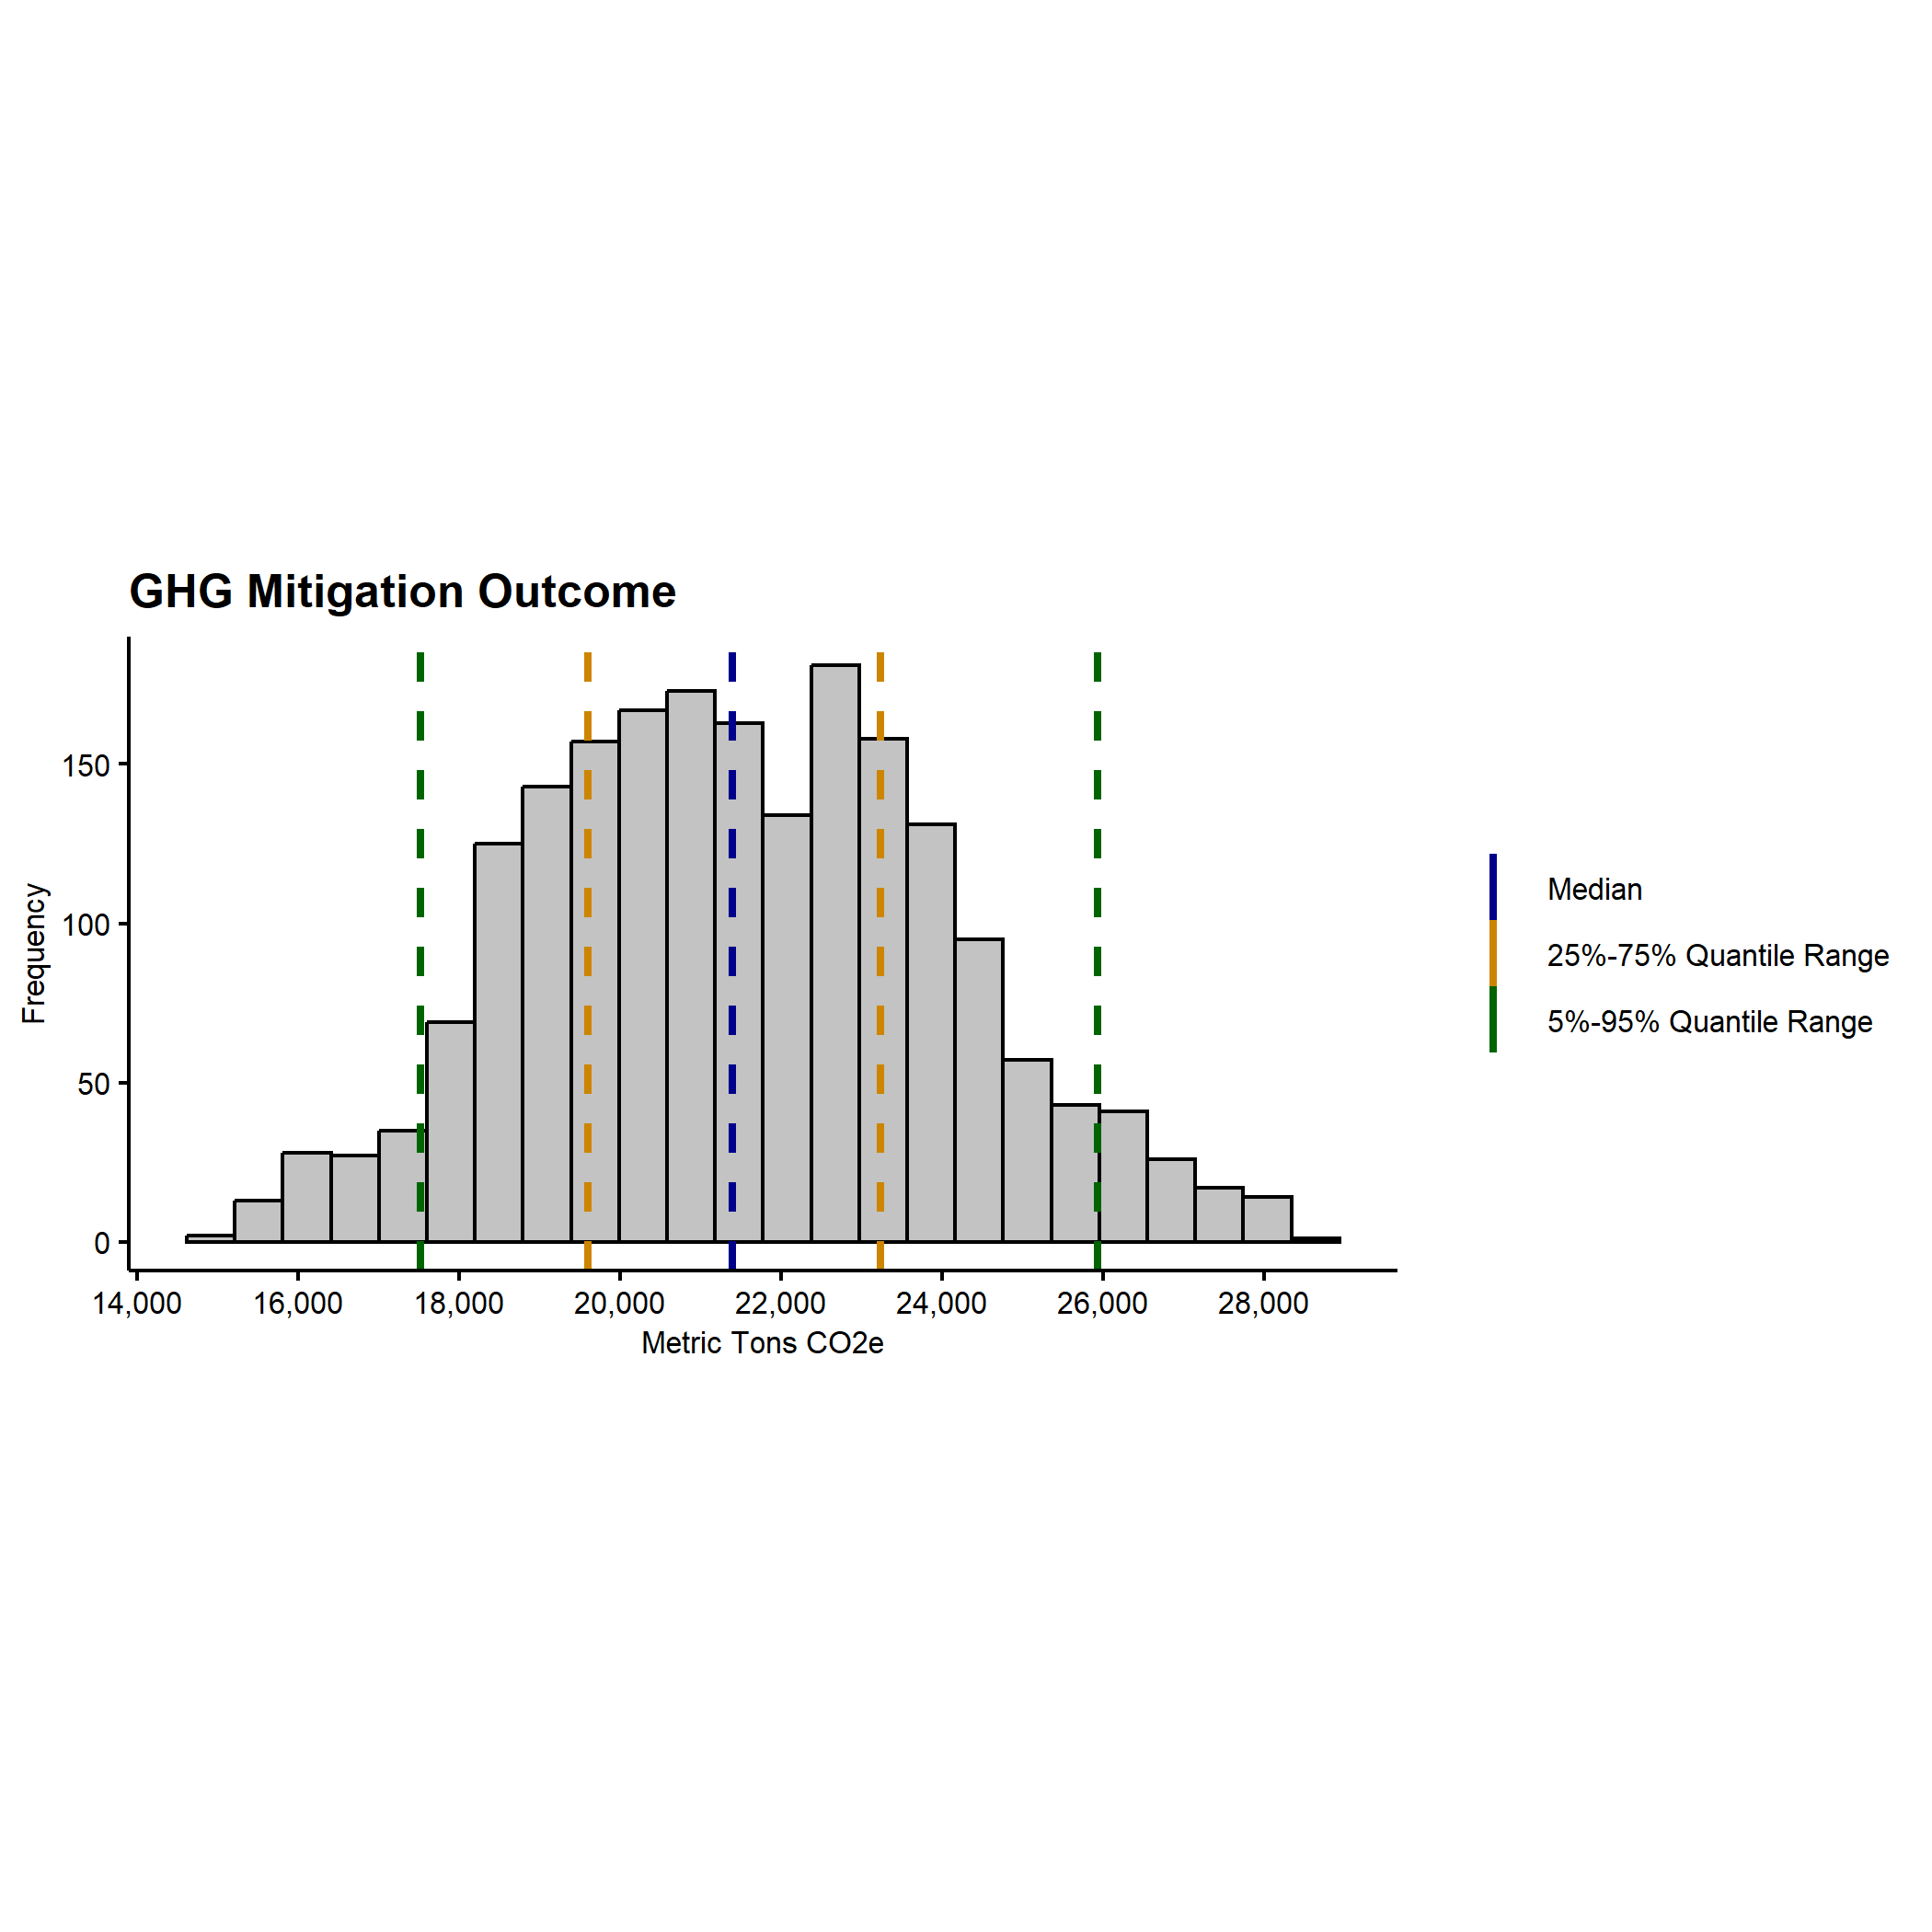 GHG Mitigation Outcome
Frequency
150
100
50
0
14,000 16,000 18,000 20,000 22,000 24,000 26,000 28,000
Metric Tons CO2e
Median
25%-75% Quantile Range
5%-95% Quantile Range